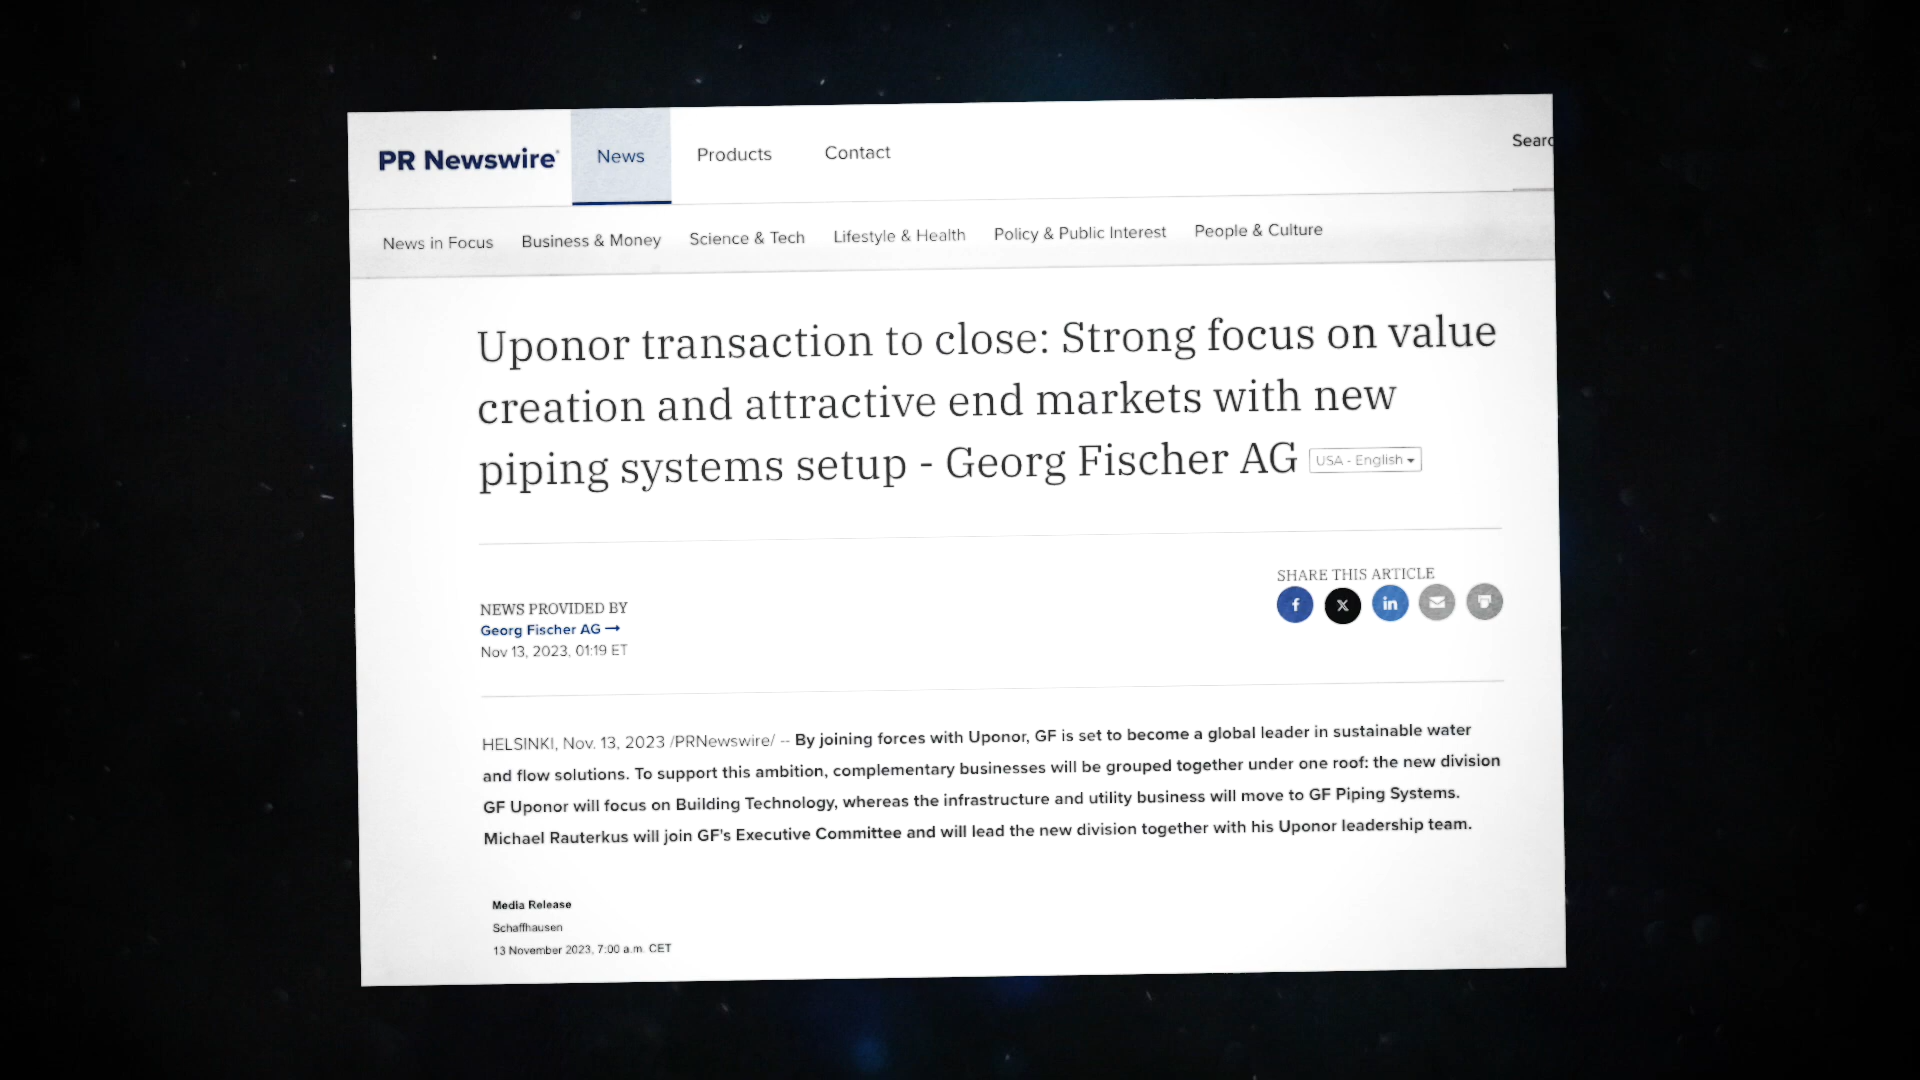 PR Newswire News Products Contact Searc
News in Focus Business & Money Science & Tech Lifestyle & Health Policy & Public Interest People & Culture
Uponor transaction to close: Strong focus on value
creation and attractive end markets with new
piping systems setup - Georg Fischer AG USA - English
SHARE THIS ARTICLE
NEWS PROVIDED BY
Georg Fischer AG →
Nov 13, 2023, 01:19 ET
HELSINKI, Nov. 13, 2023 /PRNewswire/ -- By joining forces with Uponor, GF is set to become a global leader in sustainable water
and flow solutions. To support this ambition, complementary businesses will be grouped together under one roof: the new division
GF Uponor will focus on Building Technology, whereas the infrastructure and utility business will move to GF Piping Systems.
Michael Rauterkus will join GF's Executive Committee and will lead the new division together with his Uponor leadership team.
Media Release
Schaffhausen
13 November 2023, 7:00 a.m. CET